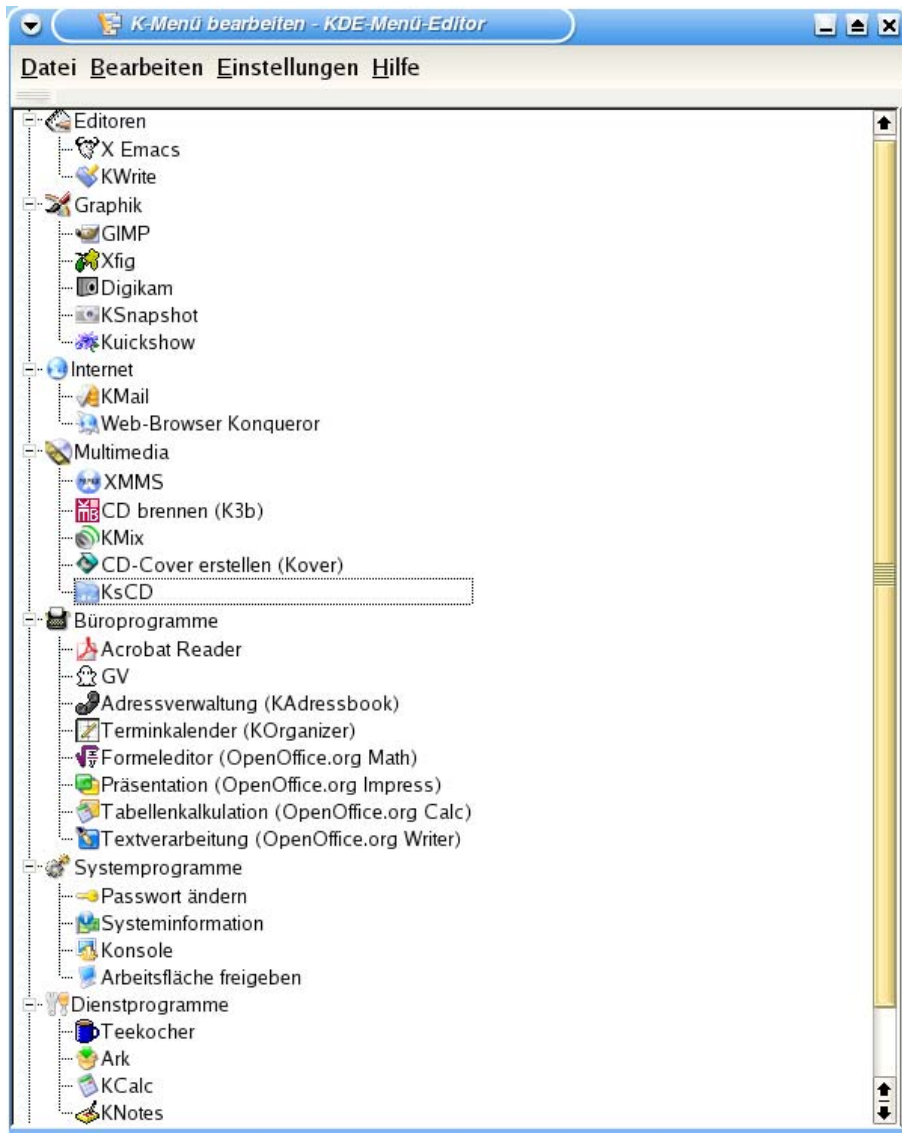 K-Menü bearbeiten - KDE-Menü-Editor
Datei Bearbeiten Einstellungen Hilfe
Editoren
X Emacs
KWrite
Graphik
GIMP
Xfig
Digikam
KSnapshot
Kuickshow
Internet
KMail
Web-Browser Konqueror
Multimedia
XMMS
CD brennen (K3b)
KMix
CD-Cover erstellen (Kover)
KsCD
Büroprogramme
Acrobat Reader
GV
Adressverwaltung (KAdressbook)
Terminkalender (KOrganizer)
Formeleditor (OpenOffice.org Math)
Präsentation (OpenOffice.org Impress)
Tabellenkalkulation (OpenOffice.org Calc)
Textverarbeitung (OpenOffice.org Writer)
Systemprogramme
Passwort ändern
Systeminformation
Konsole
Arbeitsfläche freigeben
Dienstprogramme
Teekocher
Ark
KCalc
KNotes